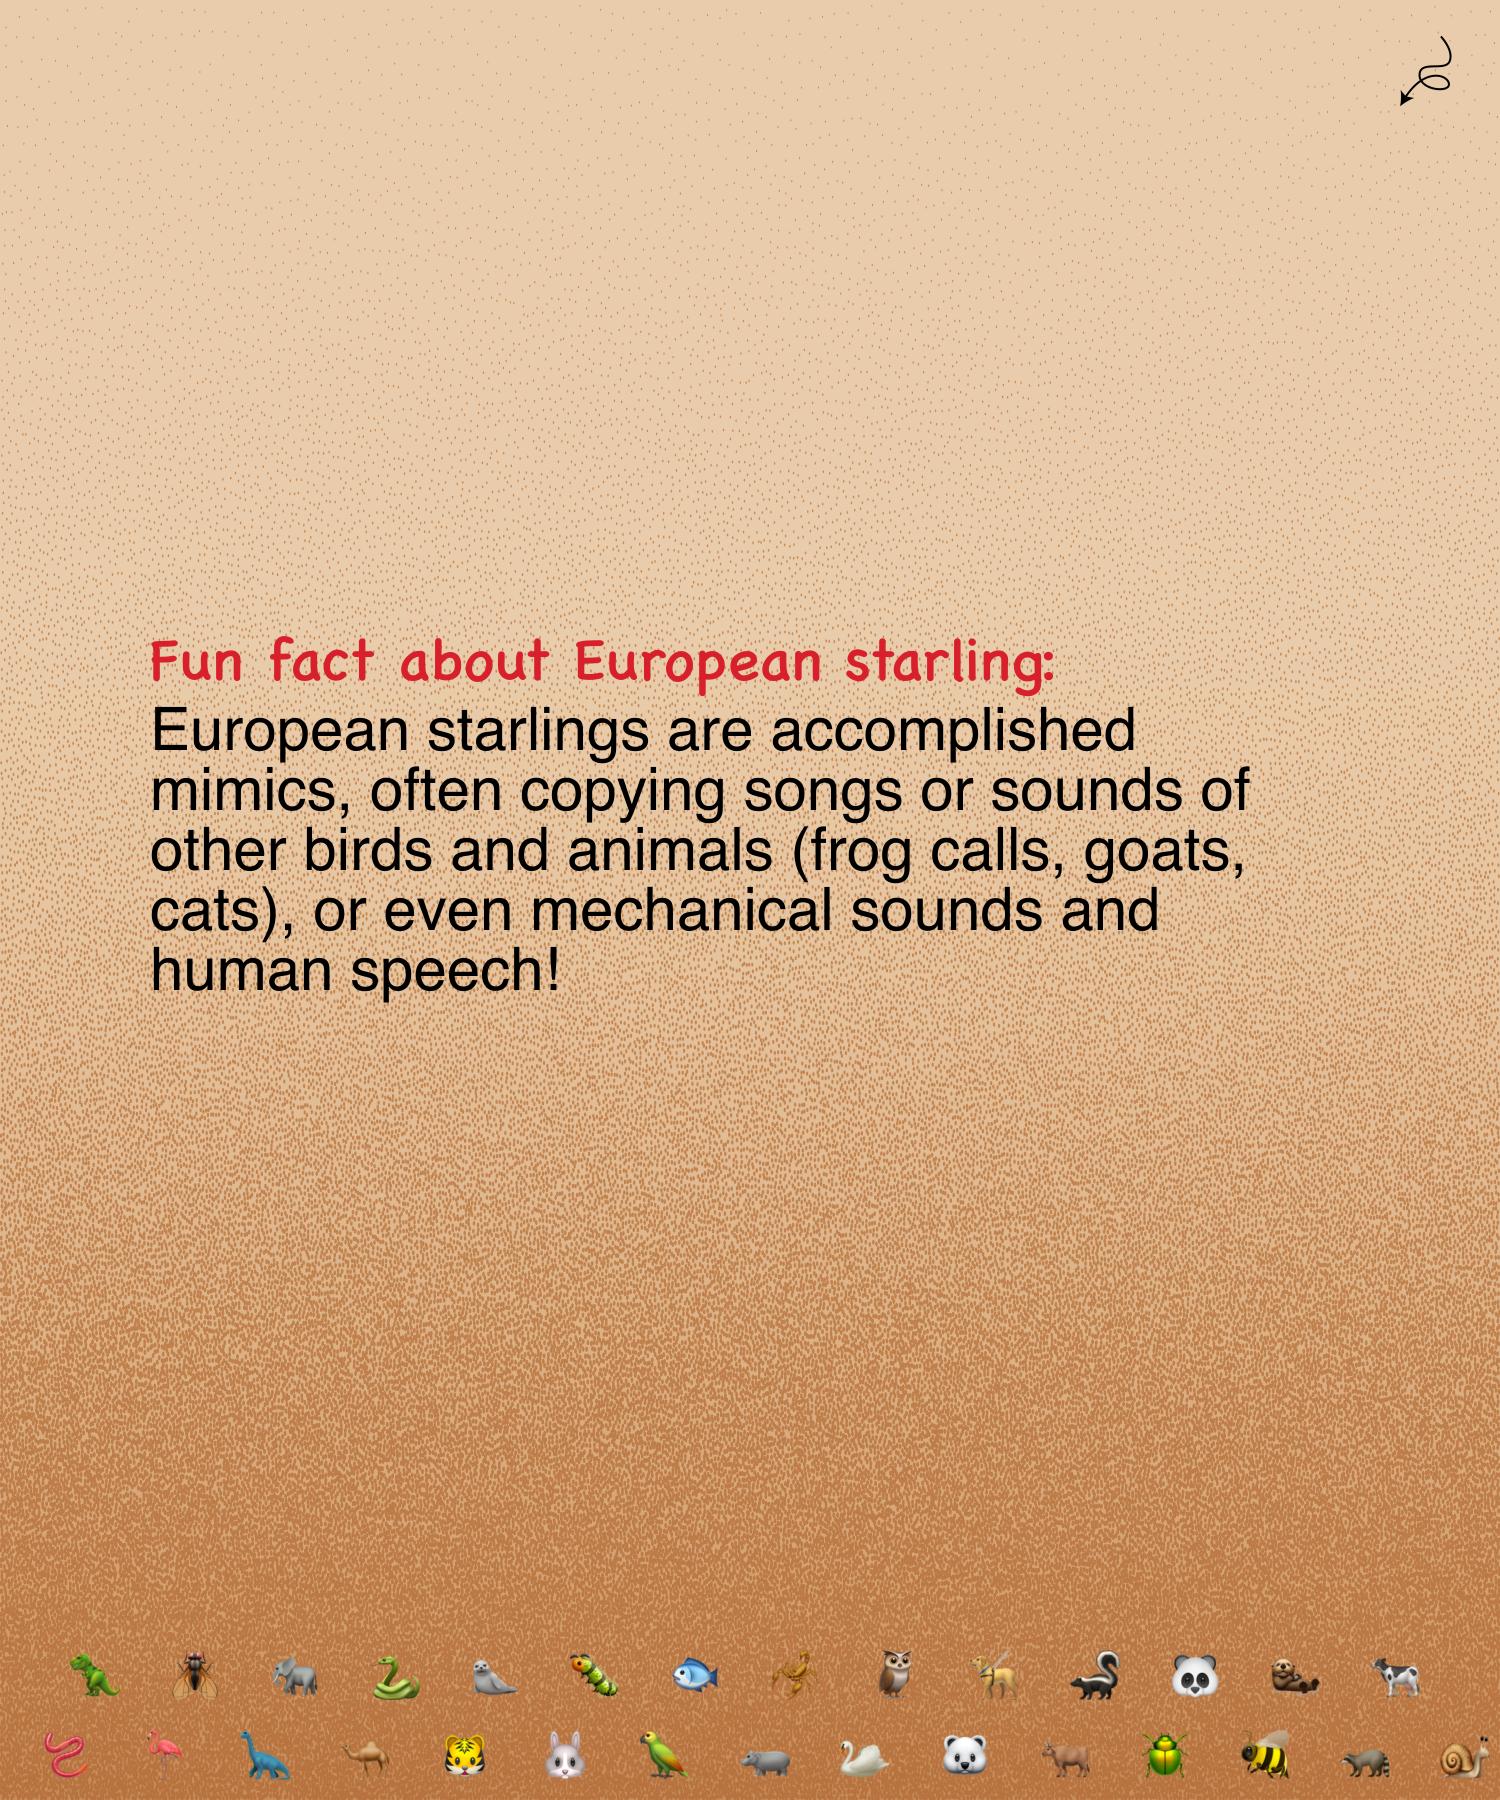 Fun fact about European starling:
European starlings are accomplished
mimics, often copying songs or sounds of
other birds and animals (frog calls, goats,
cats), or even mechanical sounds and
human speech!